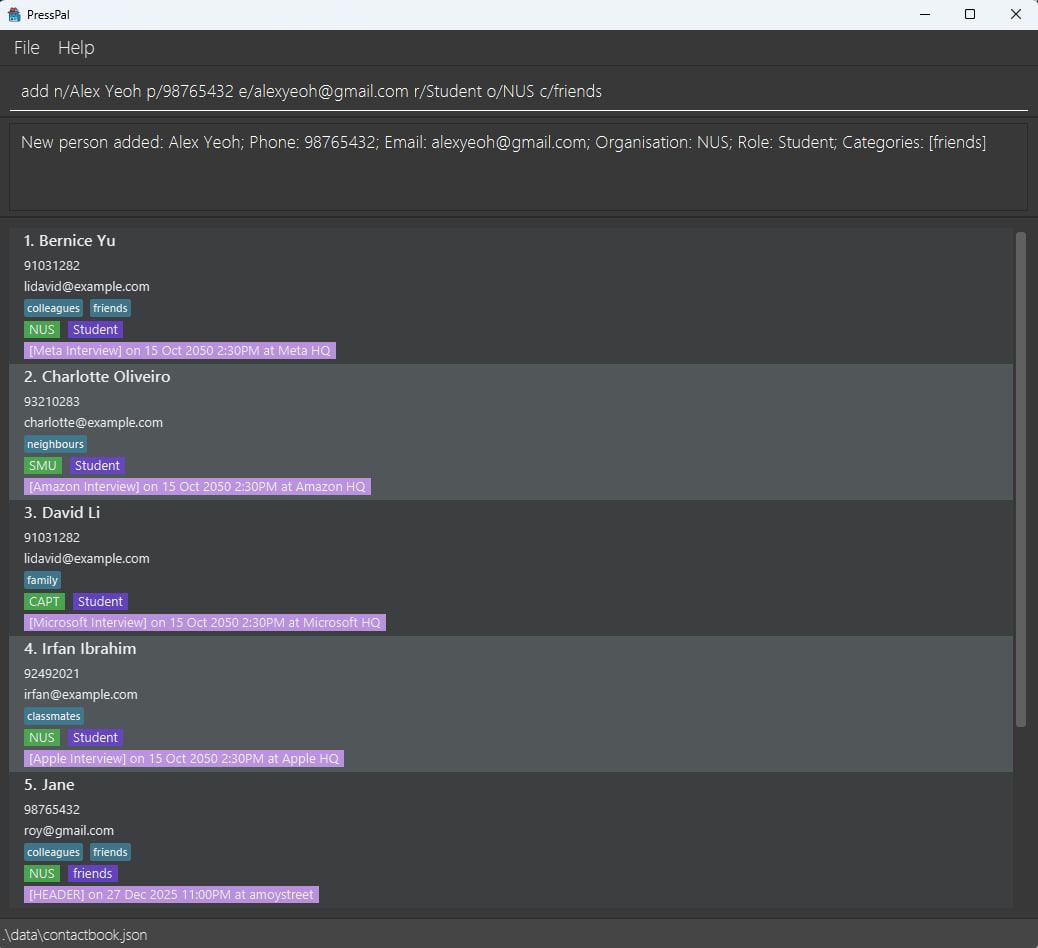 PressPal
File Help
add n/Alex Yeoh p/98765432 e/alexyeoh@gmail.com r/Student o/NUS c/friends
New person added: Alex Yeoh; Phone: 98765432; Email: alexyeoh@gmail.com; Organisation: NUS; Role: Student; Categories: [friends]
1. Bernice Yu
91031282
lidavid@example.com
colleagues friends
NUS Student
[Meta Interview] on 15 Oct 2050 2:30PM at Meta HQ
2. Charlotte Oliveiro
93210283
charlotte@example.com
neighbours
SMU Student
[Amazon Interview] on 15 Oct 2050 2:30PM at Amazon HQ
3. David Li
91031282
lidavid@example.com
family
CAPT Student
[Microsoft Interview] on 15 Oct 2050 2:30PM at Microsoft HQ
4. Irfan Ibrahim
92492021
irfan@example.com
classmates
NUS Student
[Apple Interview] on 15 Oct 2050 2:30PM at Apple HQ
5. Jane
98765432
roy@gmail.com
colleagues friends
NUS friends
[HEADER] on 27 Dec 2025 11:00PM at amoystreet
.\data\contactbook.json